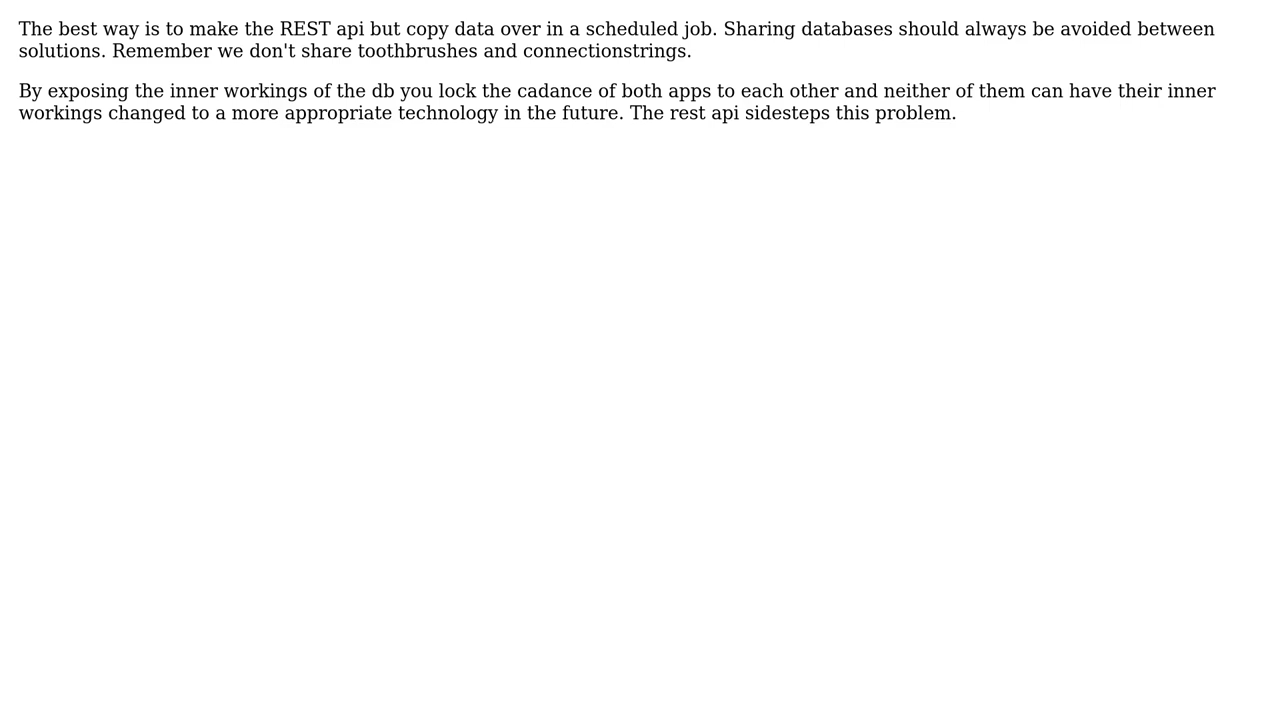 The best way is to make the REST api but copy data over in a scheduled job. Sharing databases should always be avoided between
solutions. Remember we don't share toothbrushes and connectionstrings.
By exposing the inner workings of the db you lock the cadance of both apps to each other and neither of them can have their inner
workings changed to a more appropriate technology in the future. The rest api sidesteps this problem.